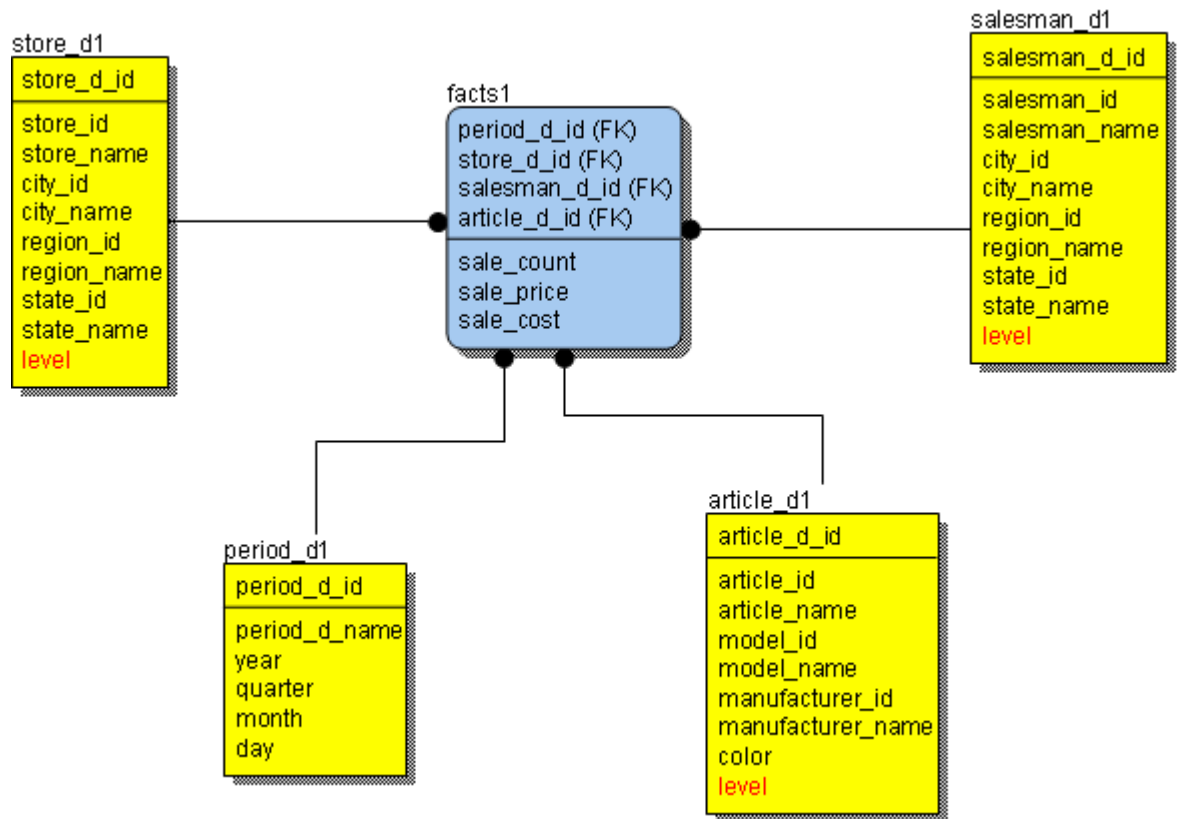 store_d1
store_d_id
store_id
store_name
city_id
city_name
region_id
region_name
state_id
state_name
level
facts1
period_d_id (FK)
store_d_id (FK)
salesman_d_id (FK)
article_d_id (FK)
sale_count
sale_price
sale_cost
salesman_d1
salesman_d_id
salesman_id
salesman_name
city_id
city_name
region_id
region_name
state_id
state_name
level
period_d1
period_d_id
period_d_name
year
quarter
month
day
article_d1
article_d_id
article_id
article_name
model_id
model_name
manufacturer_id
manufacturer_name
color
level